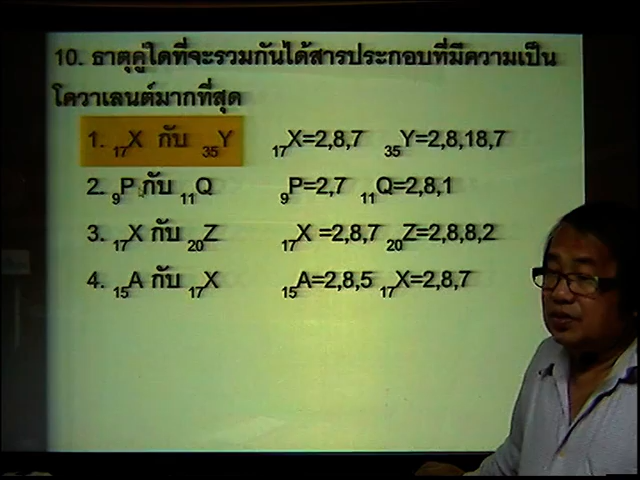 10. ธาตุคู่ใดที่จะรวมกันได้สารประกอบที่มีความเป็น
โควาเลนต์มากที่สุด
1. 17X กับ 35Y 17X=2,8,7 35Y=2,8,18,7
2. 9P กับ 11Q 9P=2,7 11Q=2,8,1
3. 17X กับ 20Z 17X =2,8,7 20Z=2,8,8,2
4. 15A กับ 17X 15A=2,8,5 17X=2,8,7